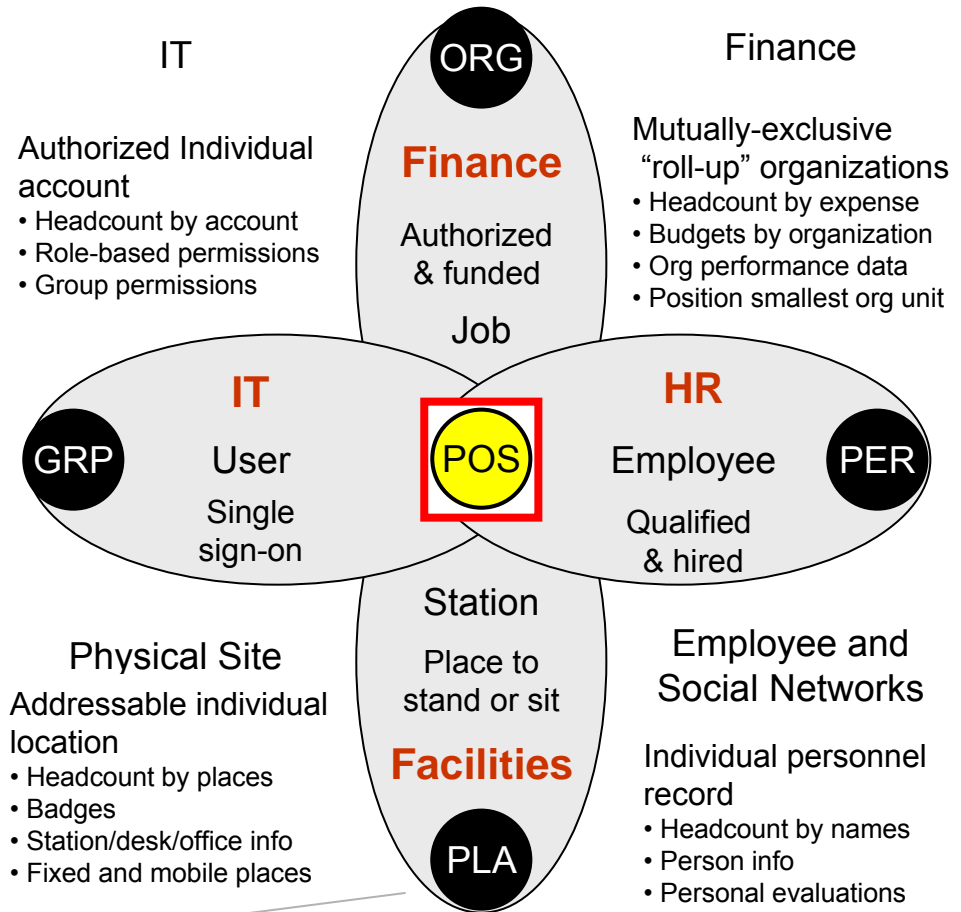 IT
Authorized Individual
account
• Headcount by account
• Role-based permissions
• Group permissions
ORG
Finance
Authorized
& funded
Job
Finance
Mutually-exclusive
“roll-up” organizations
• Headcount by expense
• Budgets by organization
• Org performance data
• Position smallest org unit
GRP
IT
User
Single
sign-on
POS
HR
Employee
Qualified
& hired
PER
Physical Site
Addressable individual
location
• Headcount by places
• Badges
• Station/desk/office info
• Fixed and mobile places
Station
Place to
stand or sit
Facilities
PLA
Employee and
Social Networks
Individual personnel
record
• Headcount by names
• Person info
• Personal evaluations